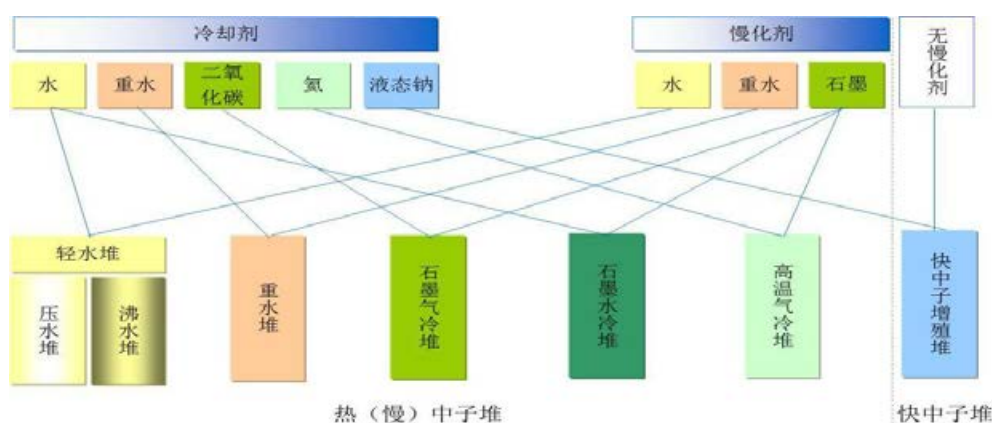 冷却剂
慢化剂
无慢化剂
水
重水
二氧
化碳
氦
液态钠
水
重水
石墨
轻水堆
压水堆
沸水堆
重水堆
石墨气冷堆
石墨水冷堆
高温气冷堆
快中子增殖堆
热（慢）中子堆
快中子堆